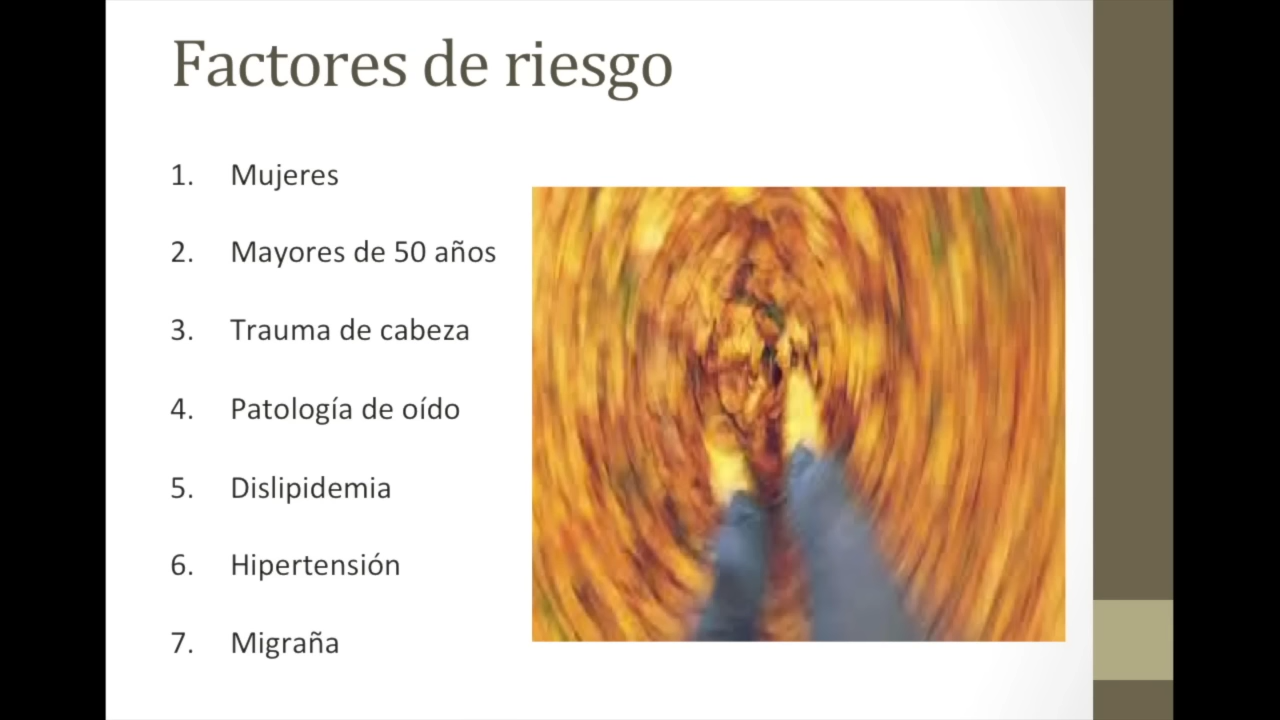 Factores de riesgo
1. Mujeres
2. Mayores de 50 años
3. Trauma de cabeza
4. Patología de oído
5. Dislipidemia
6. Hipertensión
7. Migraña